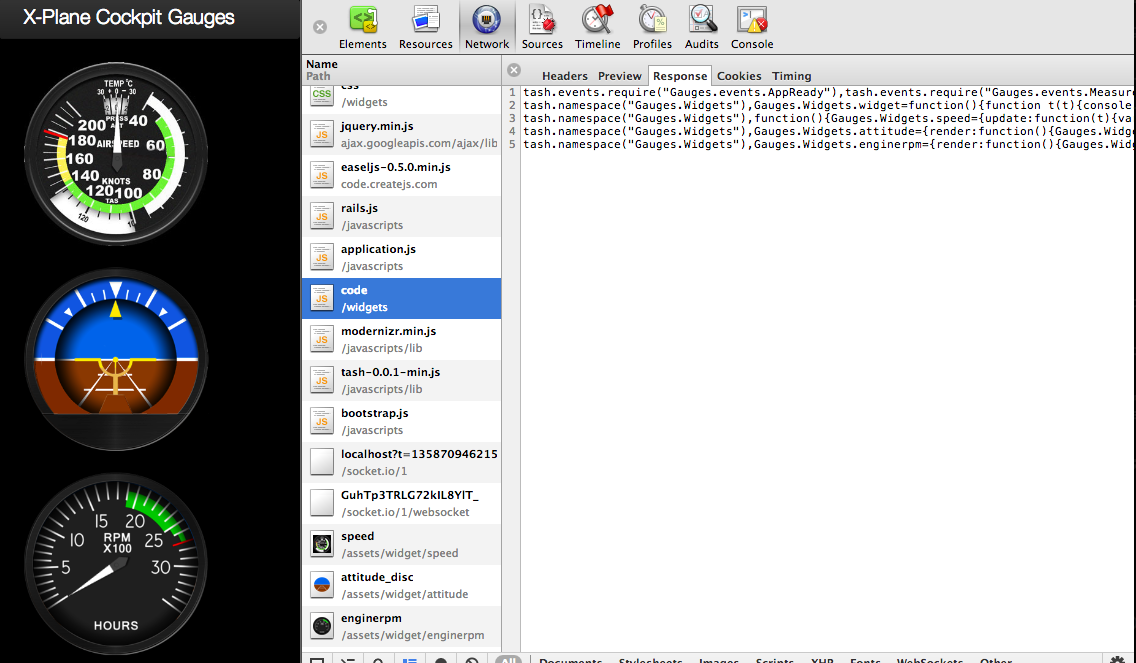 X-Plane Cockpit Gauges
TEMP °C
30 + 0 - 30
PRESS
ALT
200
40
180
AIRSPEED
60
160
140
KNOTS
80
120
100
TAS
120
15
20
10
RPM
X100
25
5
30
HOURS
Elements
Resources
Network
Sources
Timeline
Profiles
Audits
Console
Name
Path
css
/widgets
jquery.min.js
ajax.googleapis.com/ajax/lib
easeljs-0.5.0.min.js
code.createjs.com
rails.js
/javascripts
application.js
/javascripts
code
/widgets
modernizr.min.js
/javascripts/lib
tash-0.0.1-min.js
/javascripts/lib
bootstrap.js
/javascripts
localhost?t=135870946215
/socket.io/1
/socket.io/1/websocket
speed
/assets/widget/speed
attitude_disc
/assets/widget/attitude
enginerpm
/assets/widget/enginerpm
Headers
Preview
Response
Cookies
Timing
1 tash.events.require("Gauges.events.AppReady"),tash.events.require("Gauges.events.Measur
2 tash.namespace("Gauges.Widgets"),Gauges.Widgets.widget=function(){function t(t){console
3 tash.namespace("Gauges.Widgets"),function(){Gauges.Widgets.speed={update:function(t){va
4 tash.namespace("Gauges.Widgets"),Gauges.Widgets.attitude={render:function(){Gauges.Widg
5 tash.namespace("Gauges.Widgets"),Gauges.Widgets.enginerpm={render:function(){Gauges.Wid
All
Documents
Stylesheets
Images
Scripts
XHR
Fonts
WebSockets
Other